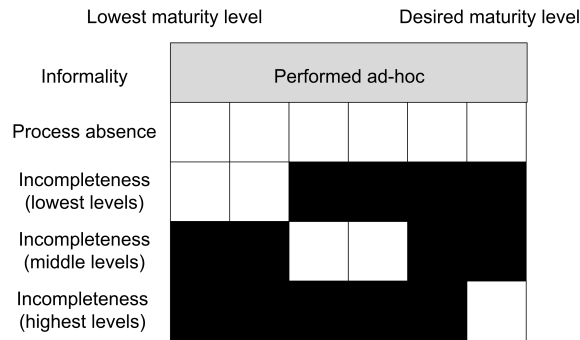 Lowest maturity level
Desired maturity level
Informality
Performed ad-hoc
Process absence
Incompleteness
(lowest levels)
Incompleteness
(middle levels)
Incompleteness
(highest levels)